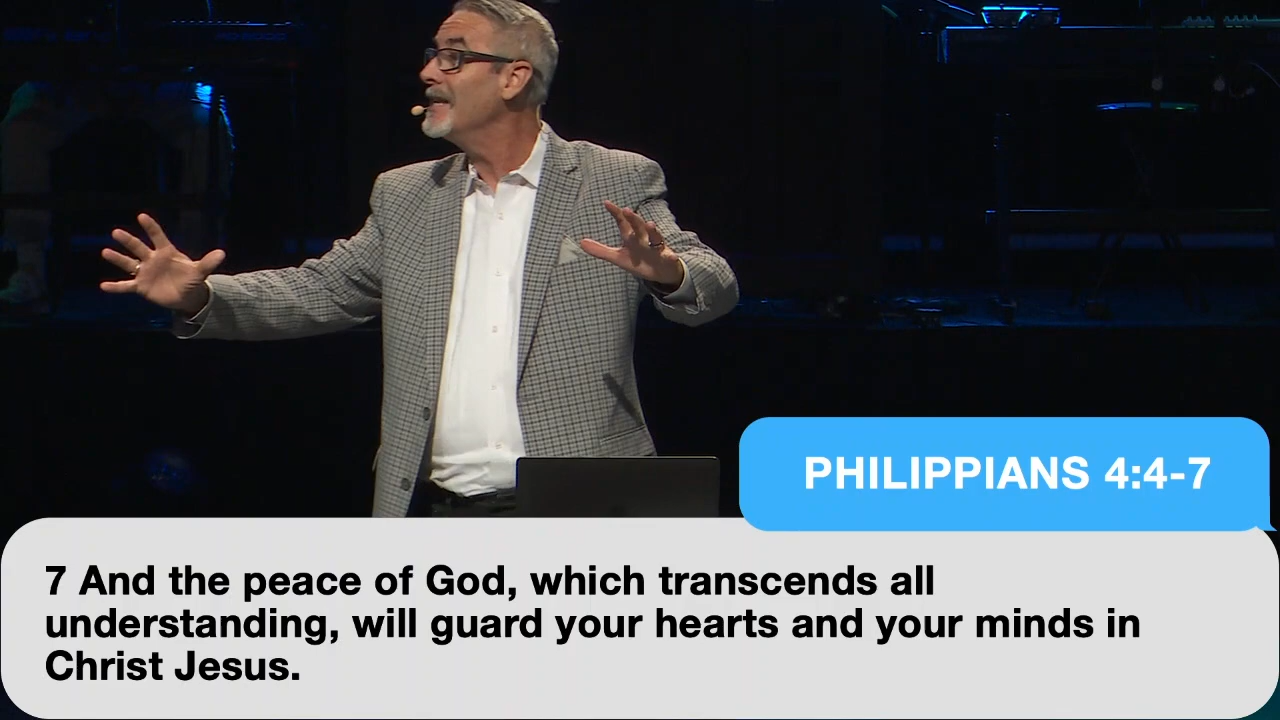 PHILIPPIANS 4:4-7
7 And the peace of God, which transcends all
understanding, will guard your hearts and your minds in
Christ Jesus.